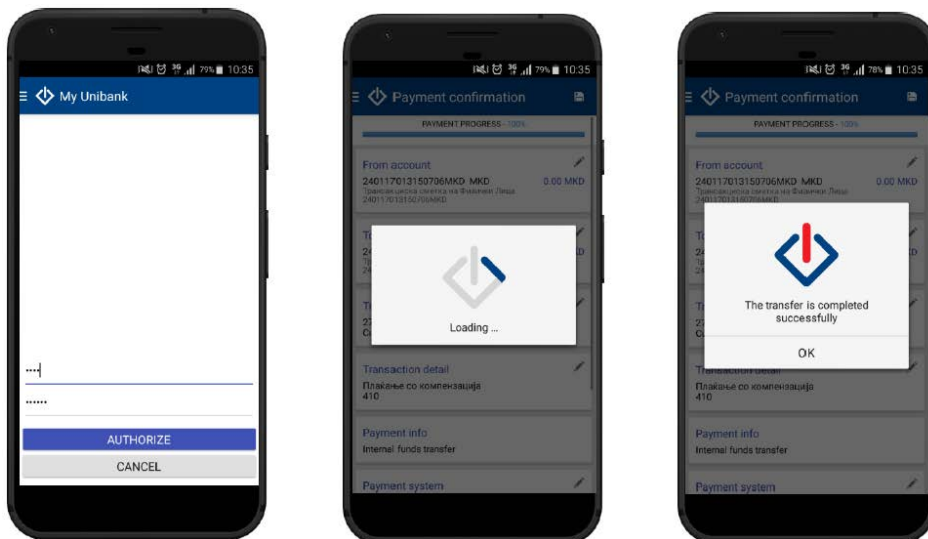 79% 10:35
My Unibank
AUTHORIZE
CANCEL
3G 79% 10:35
Payment confirmation
PAYMENT PROGRESS - 100%
From account
240117013150706MKD MKD 0.00 MKD
Трансакциска сметка на Физички Лица
240117013150706MKD
Loading ...
Transaction detail
Плаќање со компензација
410
Payment info
Internal funds transfer
Payment system
3G 78% 10:35
Payment confirmation
PAYMENT PROGRESS - 100%
From account
240117013150706MKD MKD 0.00 MKD
Трансакциска сметка на Физички Лица
240117013150706MKD
The transfer is completed
successfully
OK
Transaction detail
Плаќање со компензација
410
Payment info
Internal funds transfer
Payment system